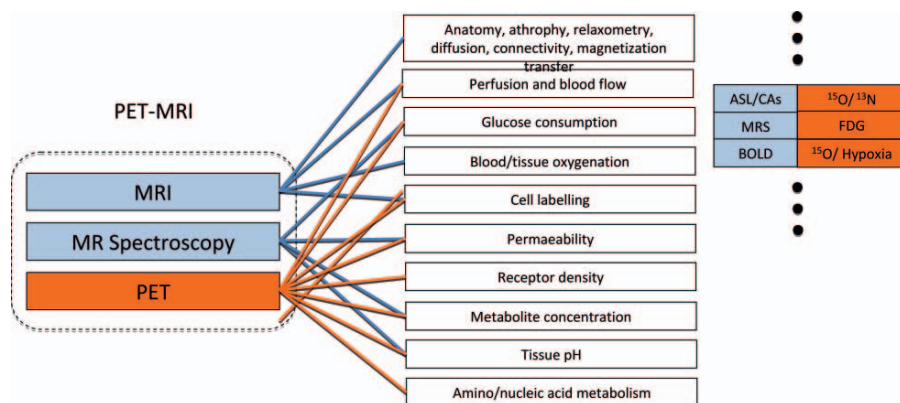 PET-MRI
MRI
MR Spectroscopy
PET
Anatomy, athrophy, relaxometry,
diffusion, connectivity, magnetization
transfer
Perfusion and blood flow
Glucose consumption
Blood/tissue oxygenation
Cell labelling
Permaeability
Receptor density
Metabolite concentration
Tissue pH
Amino/nucleic acid metabolism
ASL/CAs
¹⁵O/ ¹³N
MRS
FDG
BOLD
¹⁵O/ Hypoxia